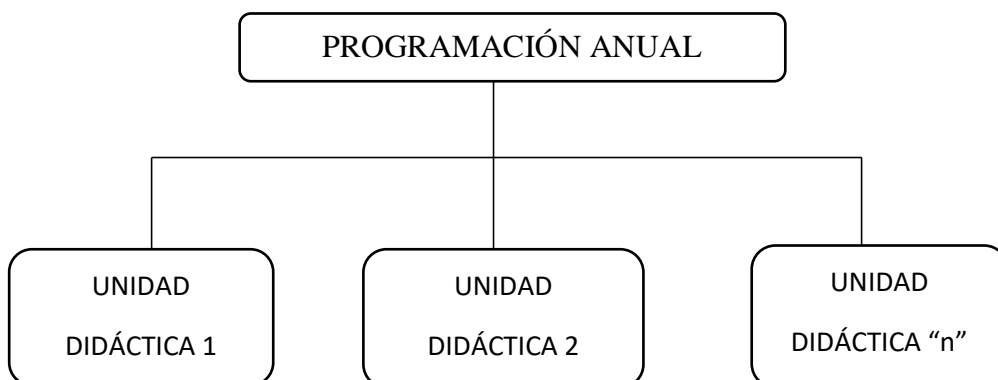 PROGRAMACIÓN ANUAL
UNIDAD
DIDÁCTICA 1
UNIDAD
DIDÁCTICA 2
UNIDAD
DIDÁCTICA “n”